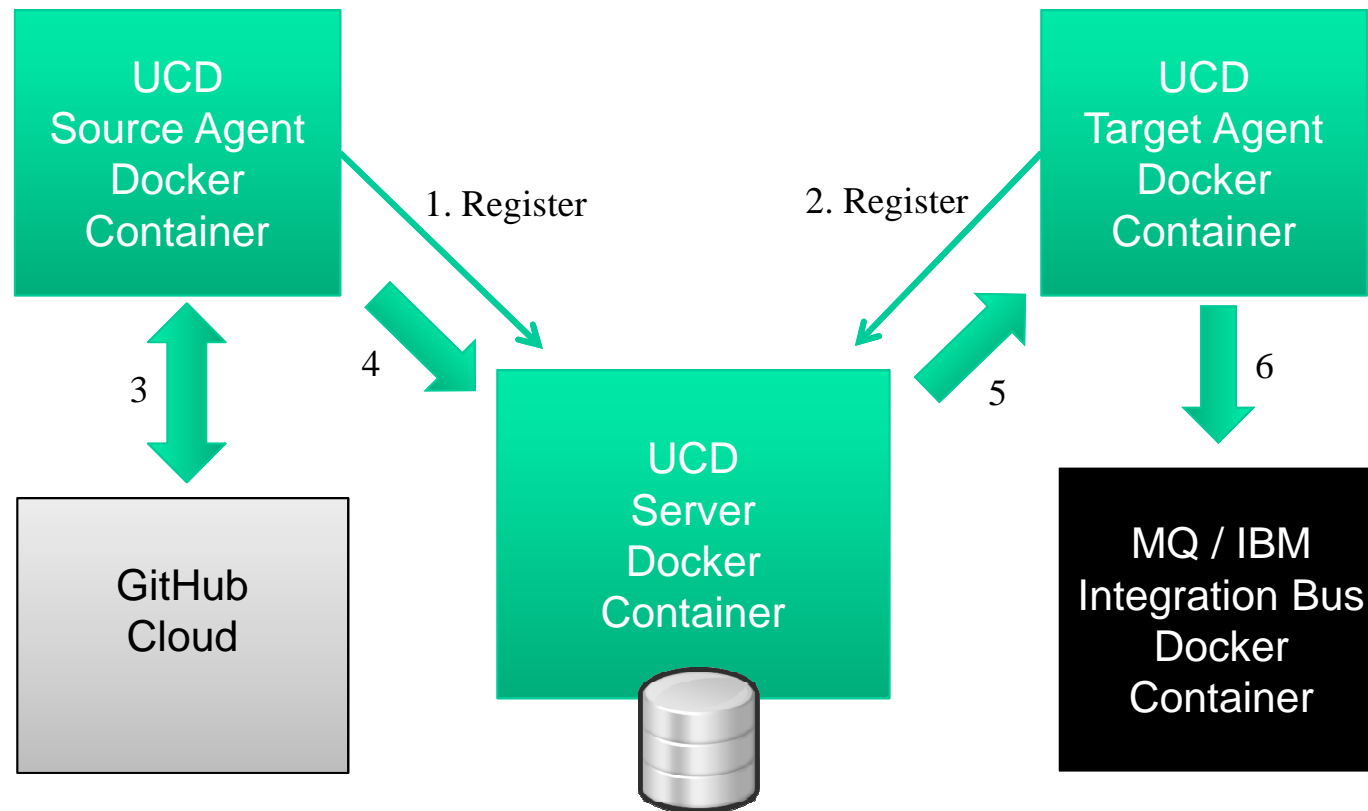 UCD
Source Agent
Docker
Container
UCD
Target Agent
Docker
Container
1. Register
2. Register
3
4
5
6
UCD
Server
Docker
Container
GitHub
Cloud
MQ / IBM
Integration Bus
Docker
Container